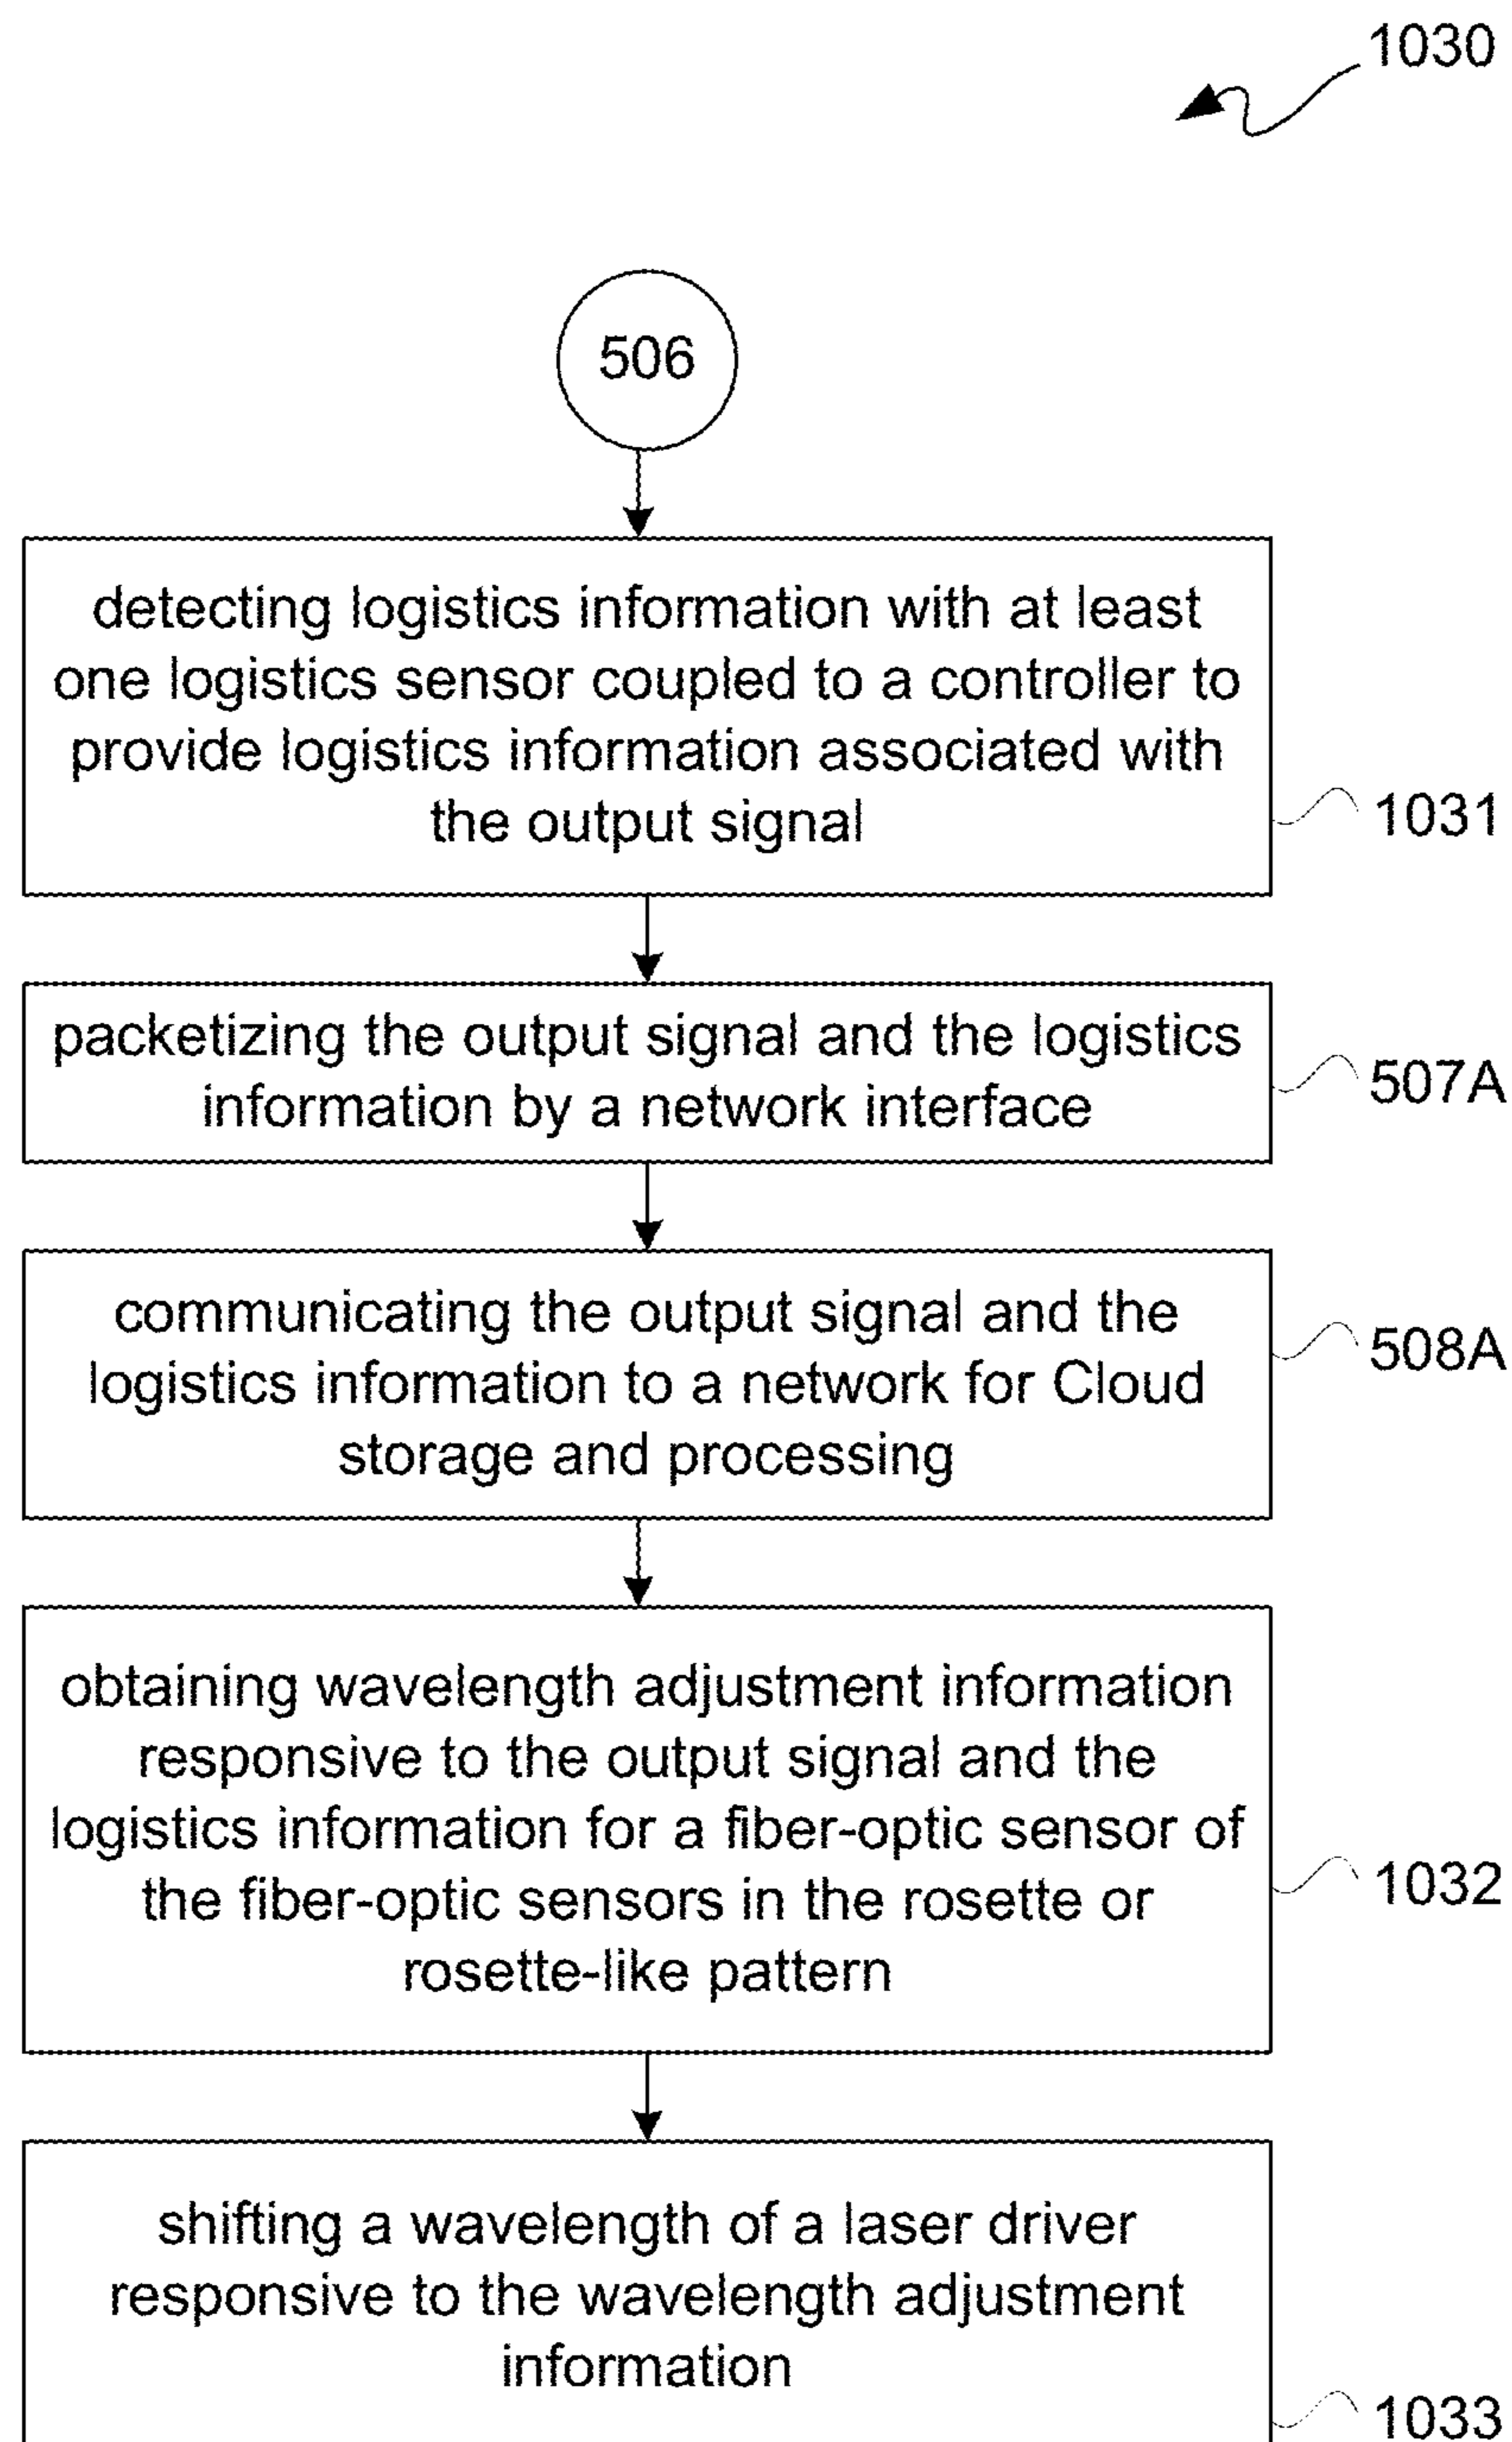 1030
506
detecting logistics information with at least
one logistics sensor coupled to a controller to
provide logistics information associated with
the output signal
1031
packetizing the output signal and the logistics
information by a network interface
507A
communicating the output signal and the
logistics information to a network for Cloud
storage and processing
508A
obtaining wavelength adjustment information
responsive to the output signal and the
logistics information for a fiber-optic sensor of
the fiber-optic sensors in the rosette or
rosette-like pattern
1032
shifting a wavelength of a laser driver
responsive to the wavelength adjustment
information
1033